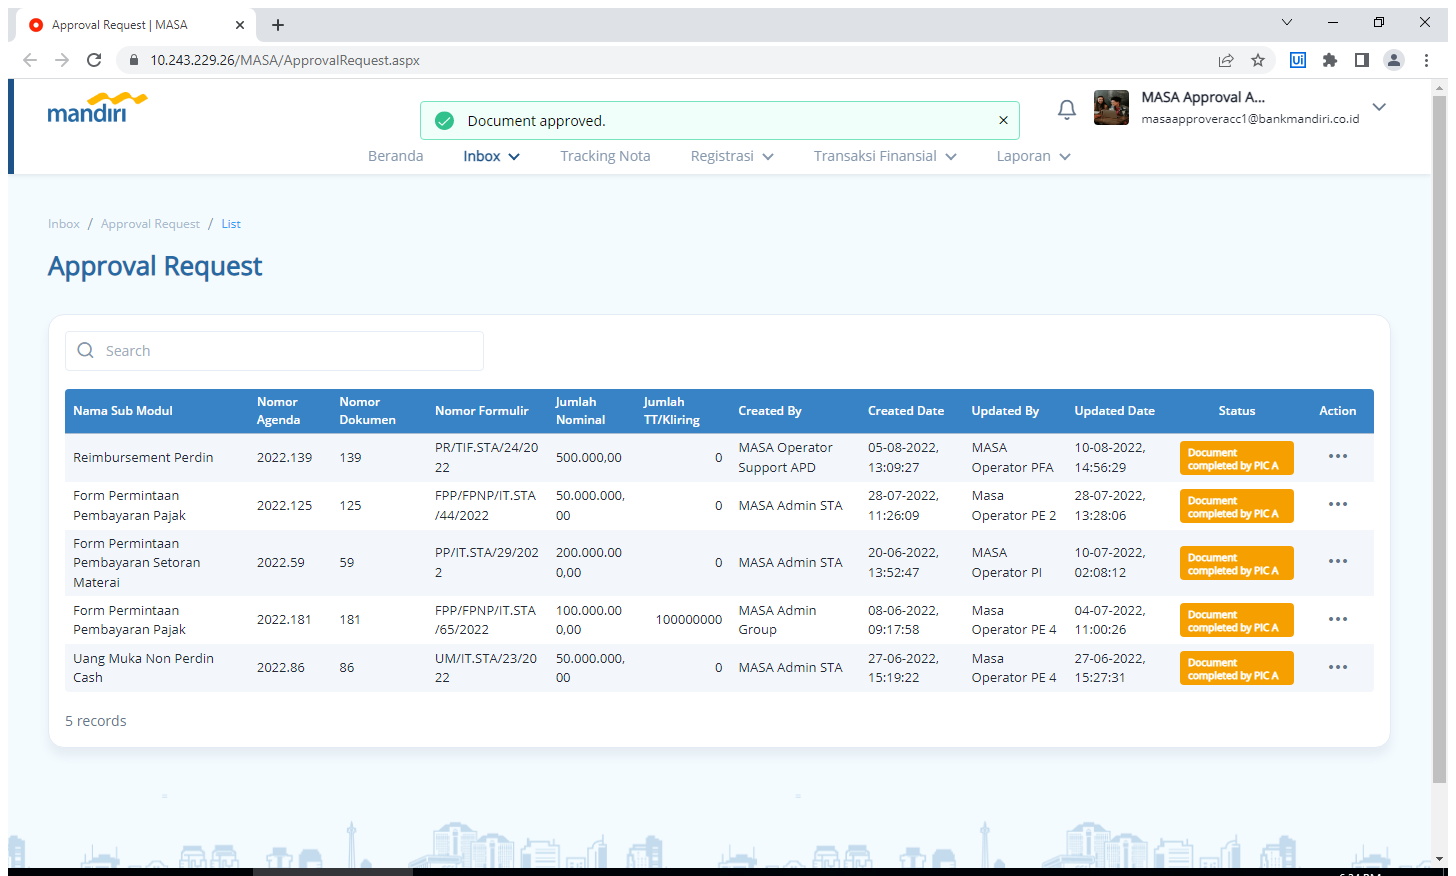 Approval Request | MASA
10.243.229.26/MASA/ApprovalRequest.aspx
mandiri
Document approved.
MASA Approval A...
masaapproveracc1@bankmandiri.co.id
Beranda Inbox Tracking Nota Registrasi Transaksi Finansial Laporan
Inbox / Approval Request / List
Approval Request
Search
Nama Sub Modul Nomor Agenda Nomor Dokumen Nomor Formulir Jumlah Nominal Jumlah TT/Kliring Created By Created Date Updated By Updated Date Status Action
Reimbursement Perdin 2022.139 139 PR/TIF.STA/24/2022 500.000,00 0 MASA Operator Support APD 05-08-2022, 13:09:27 MASA Operator PFA 10-08-2022, 14:56:29 Document completed by PIC A
Form Permintaan Pembayaran Pajak 2022.125 125 FPP/FPNP/IT.STA/44/2022 50.000.000,00 0 MASA Admin STA 28-07-2022, 11:26:09 Masa Operator PE 2 28-07-2022, 13:28:06 Document completed by PIC A
Form Permintaan Pembayaran Setoran Materai 2022.59 59 PP/IT.STA/29/2022 200.000.000,00 0 MASA Admin STA 20-06-2022, 13:52:47 MASA Operator PI 10-07-2022, 02:08:12 Document completed by PIC A
Form Permintaan Pembayaran Pajak 2022.181 181 FPP/FPNP/IT.STA/65/2022 100.000.000,00 100000000 MASA Admin Group 08-06-2022, 09:17:58 Masa Operator PE 4 04-07-2022, 11:00:26 Document completed by PIC A
Uang Muka Non Perdin Cash 2022.86 86 UM/IT.STA/23/2022 50.000.000,00 0 MASA Admin STA 27-06-2022, 15:19:22 Masa Operator PE 4 27-06-2022, 15:27:31 Document completed by PIC A
5 records